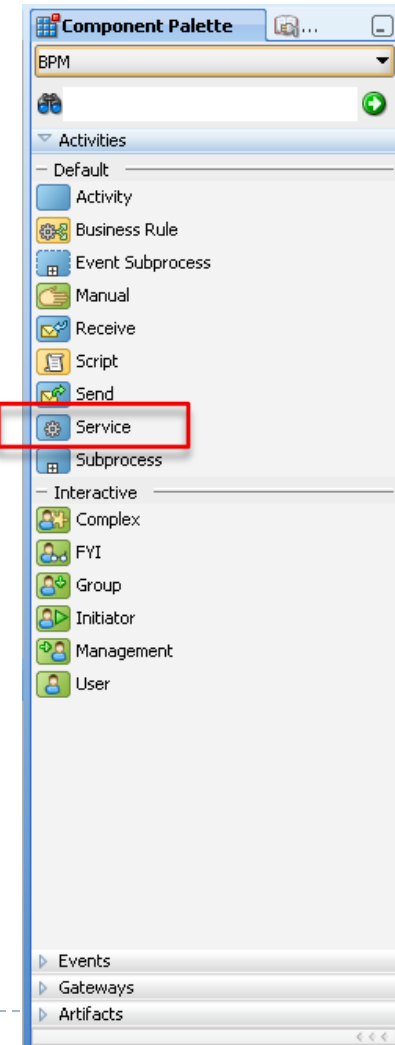 Component Palette ...
BPM
Activities
Default
Activity
Business Rule
Event Subprocess
Manual
Receive
Script
Send
Service
Subprocess
Interactive
Complex
FYI
Group
Initiator
Management
User
Events
Gateways
Artifacts